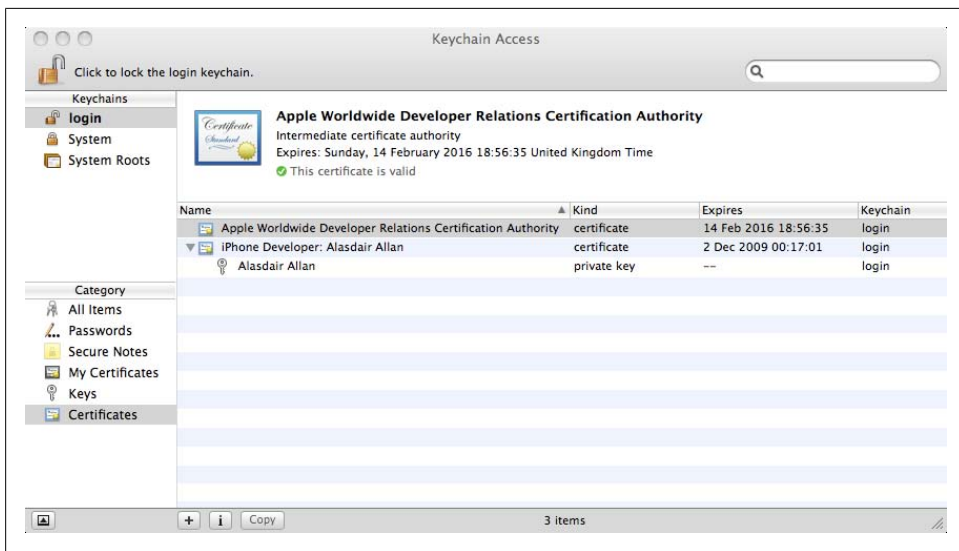 Keychain Access
Click to lock the login keychain.
Keychains
login
System
System Roots
Certificate
Standard
Apple Worldwide Developer Relations Certification Authority
Intermediate certificate authority
Expires: Sunday, 14 February 2016 18:56:35 United Kingdom Time
This certificate is valid
Name Kind Expires Keychain
Apple Worldwide Developer Relations Certification Authority certificate 14 Feb 2016 18:56:35 login
iPhone Developer: Alasdair Allan certificate 2 Dec 2009 00:17:01 login
Alasdair Allan private key -- login
Category
All Items
Passwords
Secure Notes
My Certificates
Keys
Certificates
+ i Copy 3 items